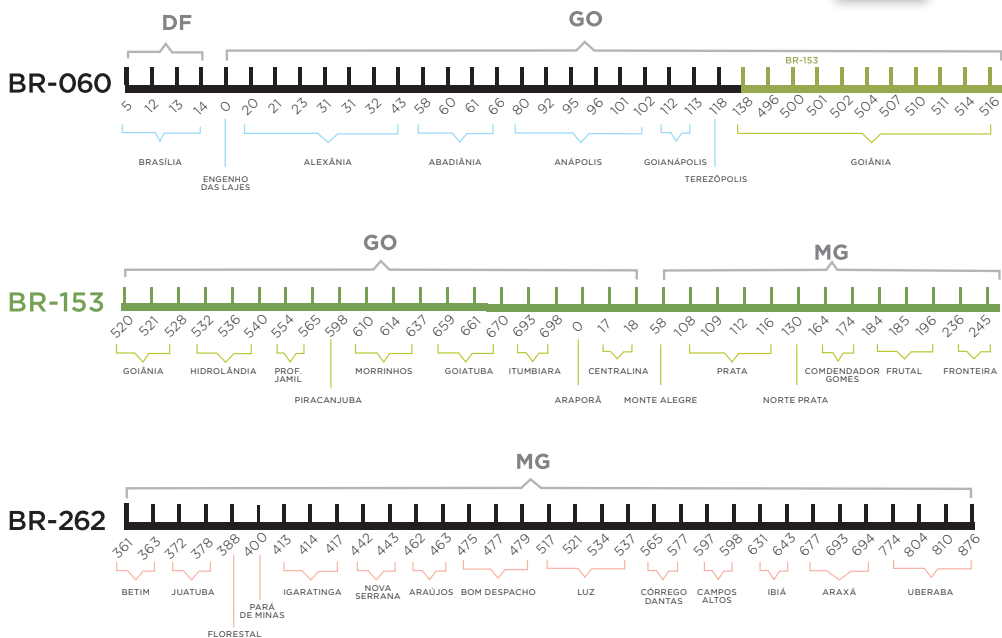 DF
GO
BR-060
BR-153
5 12 13 14 0 20 21 23 31 31 32 43 58 60 61 66 80 92 95 96 101 102 112 113 118 138 496 500 501 502 504 507 510 511 514 516
BRASÍLIA
ALEXÂNIA
ABADIÂNIA
ANÁPOLIS
GOIANÁPOLIS
GOIÂNIA
ENGENHO
DAS LAJES
TEREZÔPOLIS
GO
MG
BR-153
520 521 528 532 536 540 554 565 598 610 614 637 659 661 670 693 698 0 17 18 58 108 109 112 116 130 164 174 184 185 196 236 245
GOIÂNIA
HIDROLÂNDIA
PROF.
JAMIL
MORRINHOS
GOIATUBA
ITUMBIARA
CENTRALINA
PRATA
COMDENDADOR
GOMES
FRUTAL
FRONTEIRA
PIRACANJUBA
ARAPORÃ
MONTE ALEGRE
NORTE PRATA
MG
BR-262
361 363 372 378 388 400 413 414 417 442 443 462 463 475 477 479 517 521 534 537 565 577 597 598 631 643 677 693 694 774 804 810 876
BETIM
JUATUBA
IGARATINGA
NOVA
SERRANA
ARAÚJOS
BOM DESPACHO
LUZ
CÓRREGO
DANTAS
CAMPOS
ALTOS
IBIÁ
ARAXÁ
UBERABA
PARÁ
DE MINAS
FLORESTAL